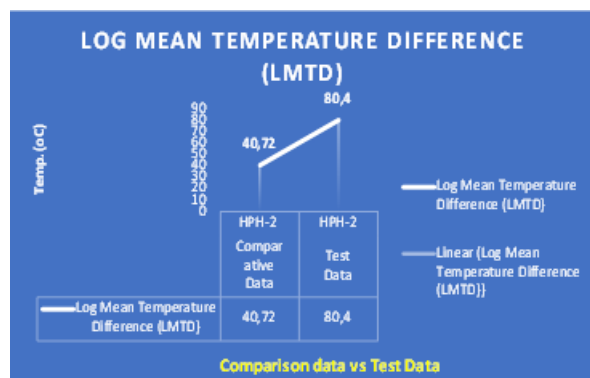 LOG MEAN TEMPERATURE DIFFERENCE
(LMTD)
Temp. (oC)
90
80
70
60
50
40
30
20
10
0
40,72
80,4
HPH-2
HPH-2
Compar
ative
Data
Test
Data
Log Mean Temperature
Difference (LMTD}
40,72
80,4
Log Mean Temperature
Difference (LMTD}
Linear (Log Mean
Temperature Difference
(LMTD}}
Comparison data vs Test Data